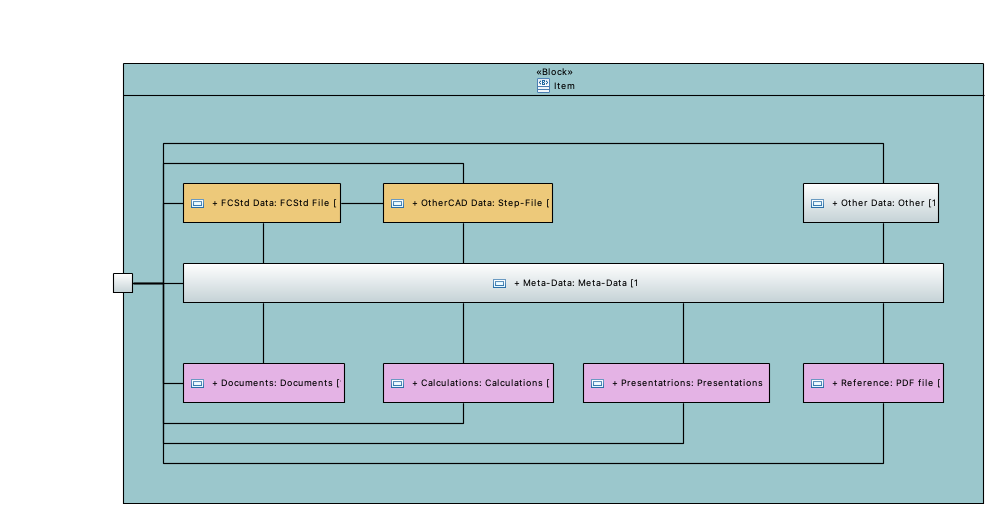 «Block»
Item
+ FCStd Data: FCStd File [
+ OtherCAD Data: Step-File [
+ Other Data: Other [1
+ Meta-Data: Meta-Data [1
+ Documents: Documents [
+ Calculations: Calculations [
+ Presentatrions: Presentations
+ Reference: PDF file [